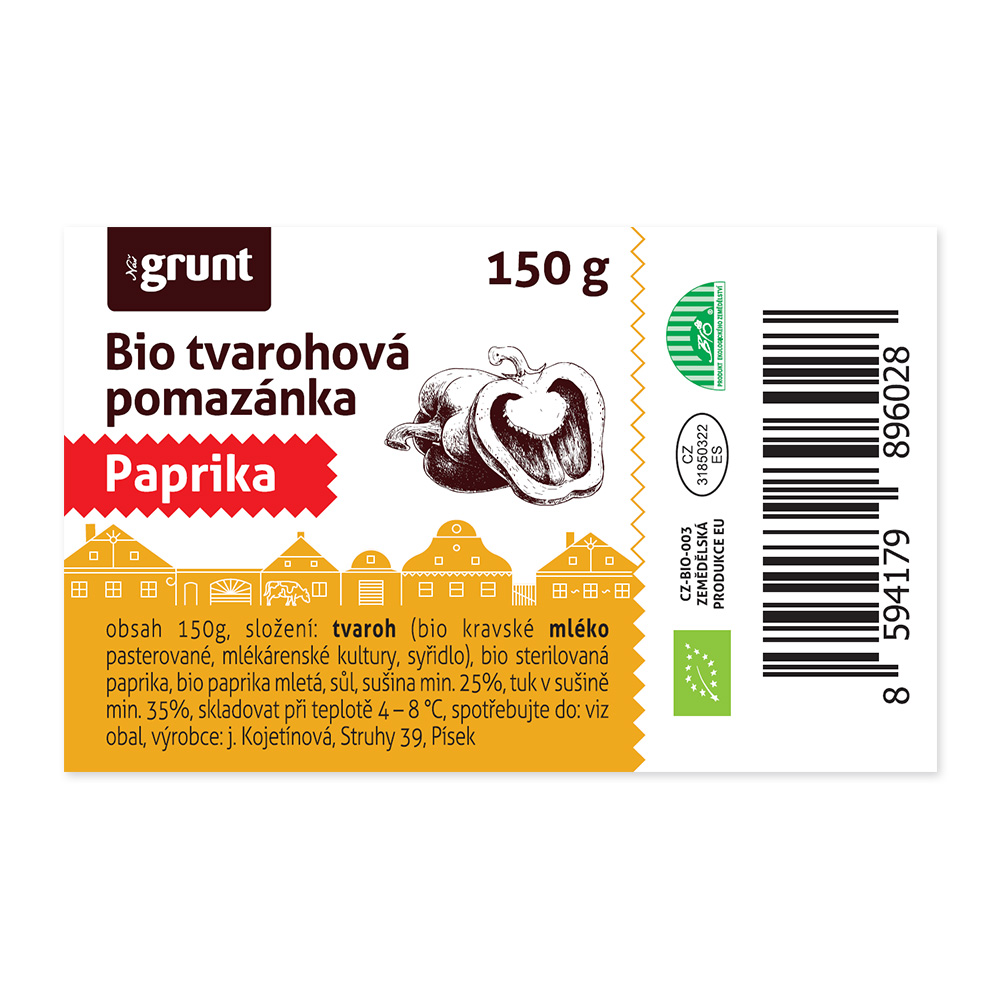 Náš grunt
150 g
Bio tvarohová
pomazánka
Paprika
obsah 150g, složení: tvaroh (bio kravské mléko
pasterované, mlékárenské kultury, syřidlo), bio sterilovaná
paprika, bio paprika mletá, sůl, sušina min. 25%, tuk v sušině
min. 35%, skladovat při teplotě 4 – 8 °C, spotřebujte do: viz
obal, výrobce: j. Kojetínová, Struhy 39, Písek
BIO
PRODUKT EKOLOGICKÉHO ZEMĚDĚLSTVÍ
CZ
31850322
ES
CZ-BIO-003
ZEMĚDĚLSKÁ
PRODUKCE EU
8 594179 896028